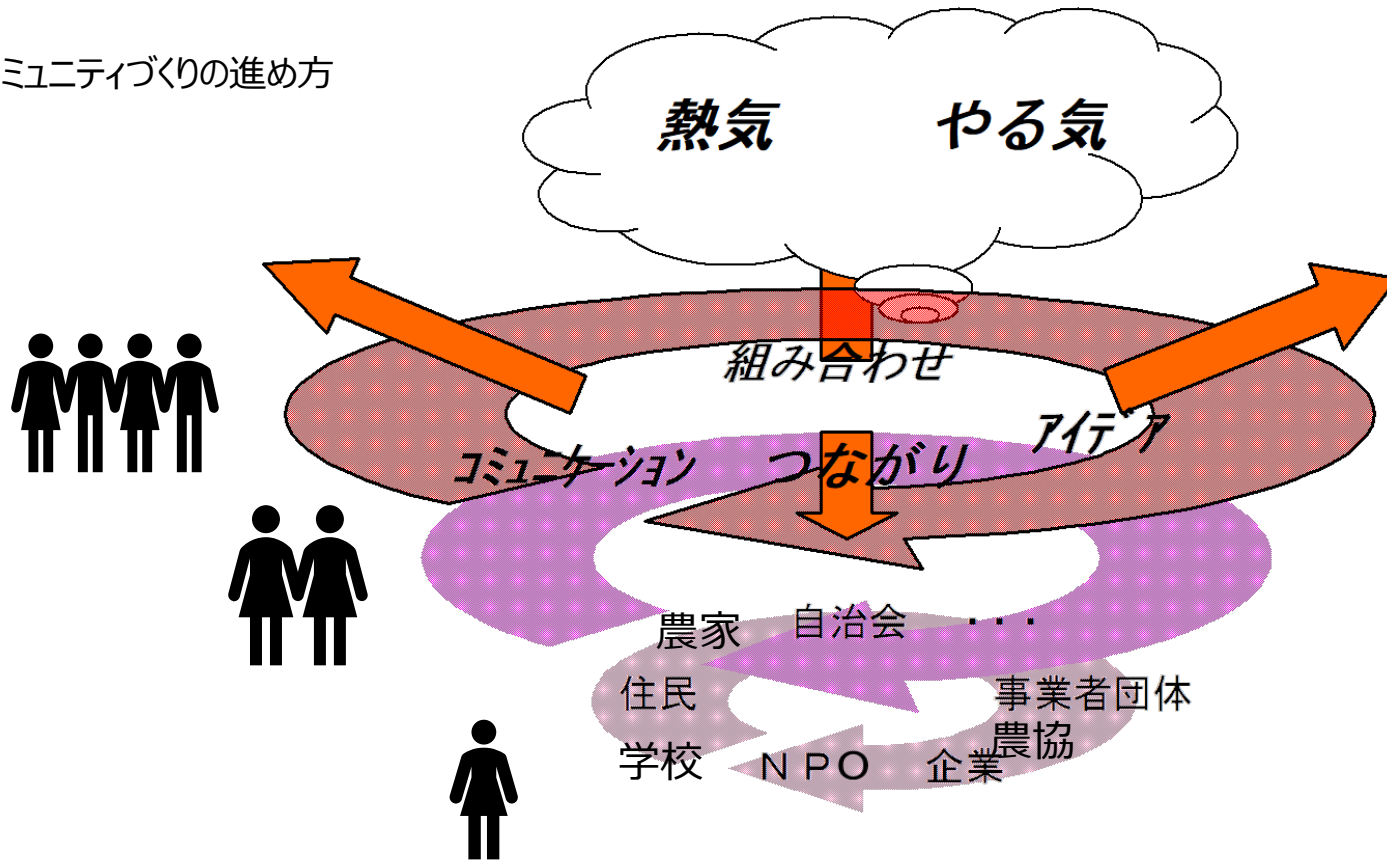 ミュニティづくりの進め方
熱気 やる気
組み合わせ
アイデア
コミュニケーション つながり
農家 自治会 ・・・
住民 事業者団体
農協
学校 NPO 企業